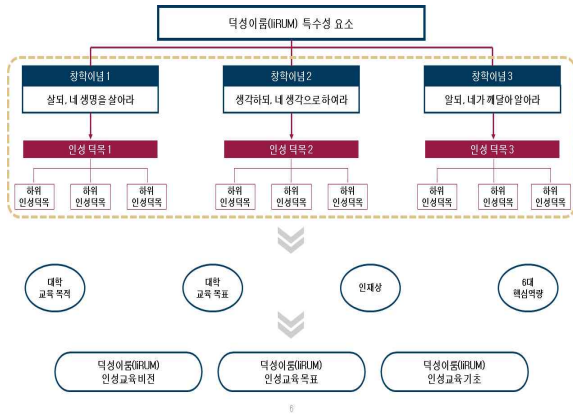 덕성이룸(liRUM) 특수성 요소
창학이념 1
창학이념 2
창학이념 3
살되, 네 생명을 살아라
생각하되, 네 생각으로 하여라
알되, 네가 깨달아 알아라
인성 덕목 1
인성 덕목 2
인성 덕목 3
하위
인성덕목
하위
인성덕목
하위
인성덕목
하위
인성덕목
하위
인성덕목
하위
인성덕목
하위
인성덕목
하위
인성덕목
하위
인성덕목
대학
교육 목적
대학
교육 목표
인재상
6대
핵심역량
덕성이룸(liRUM)
인성교육 비전
덕성이룸(liRUM)
인성교육 목표
덕성이룸(liRUM)
인성교육 기초
6